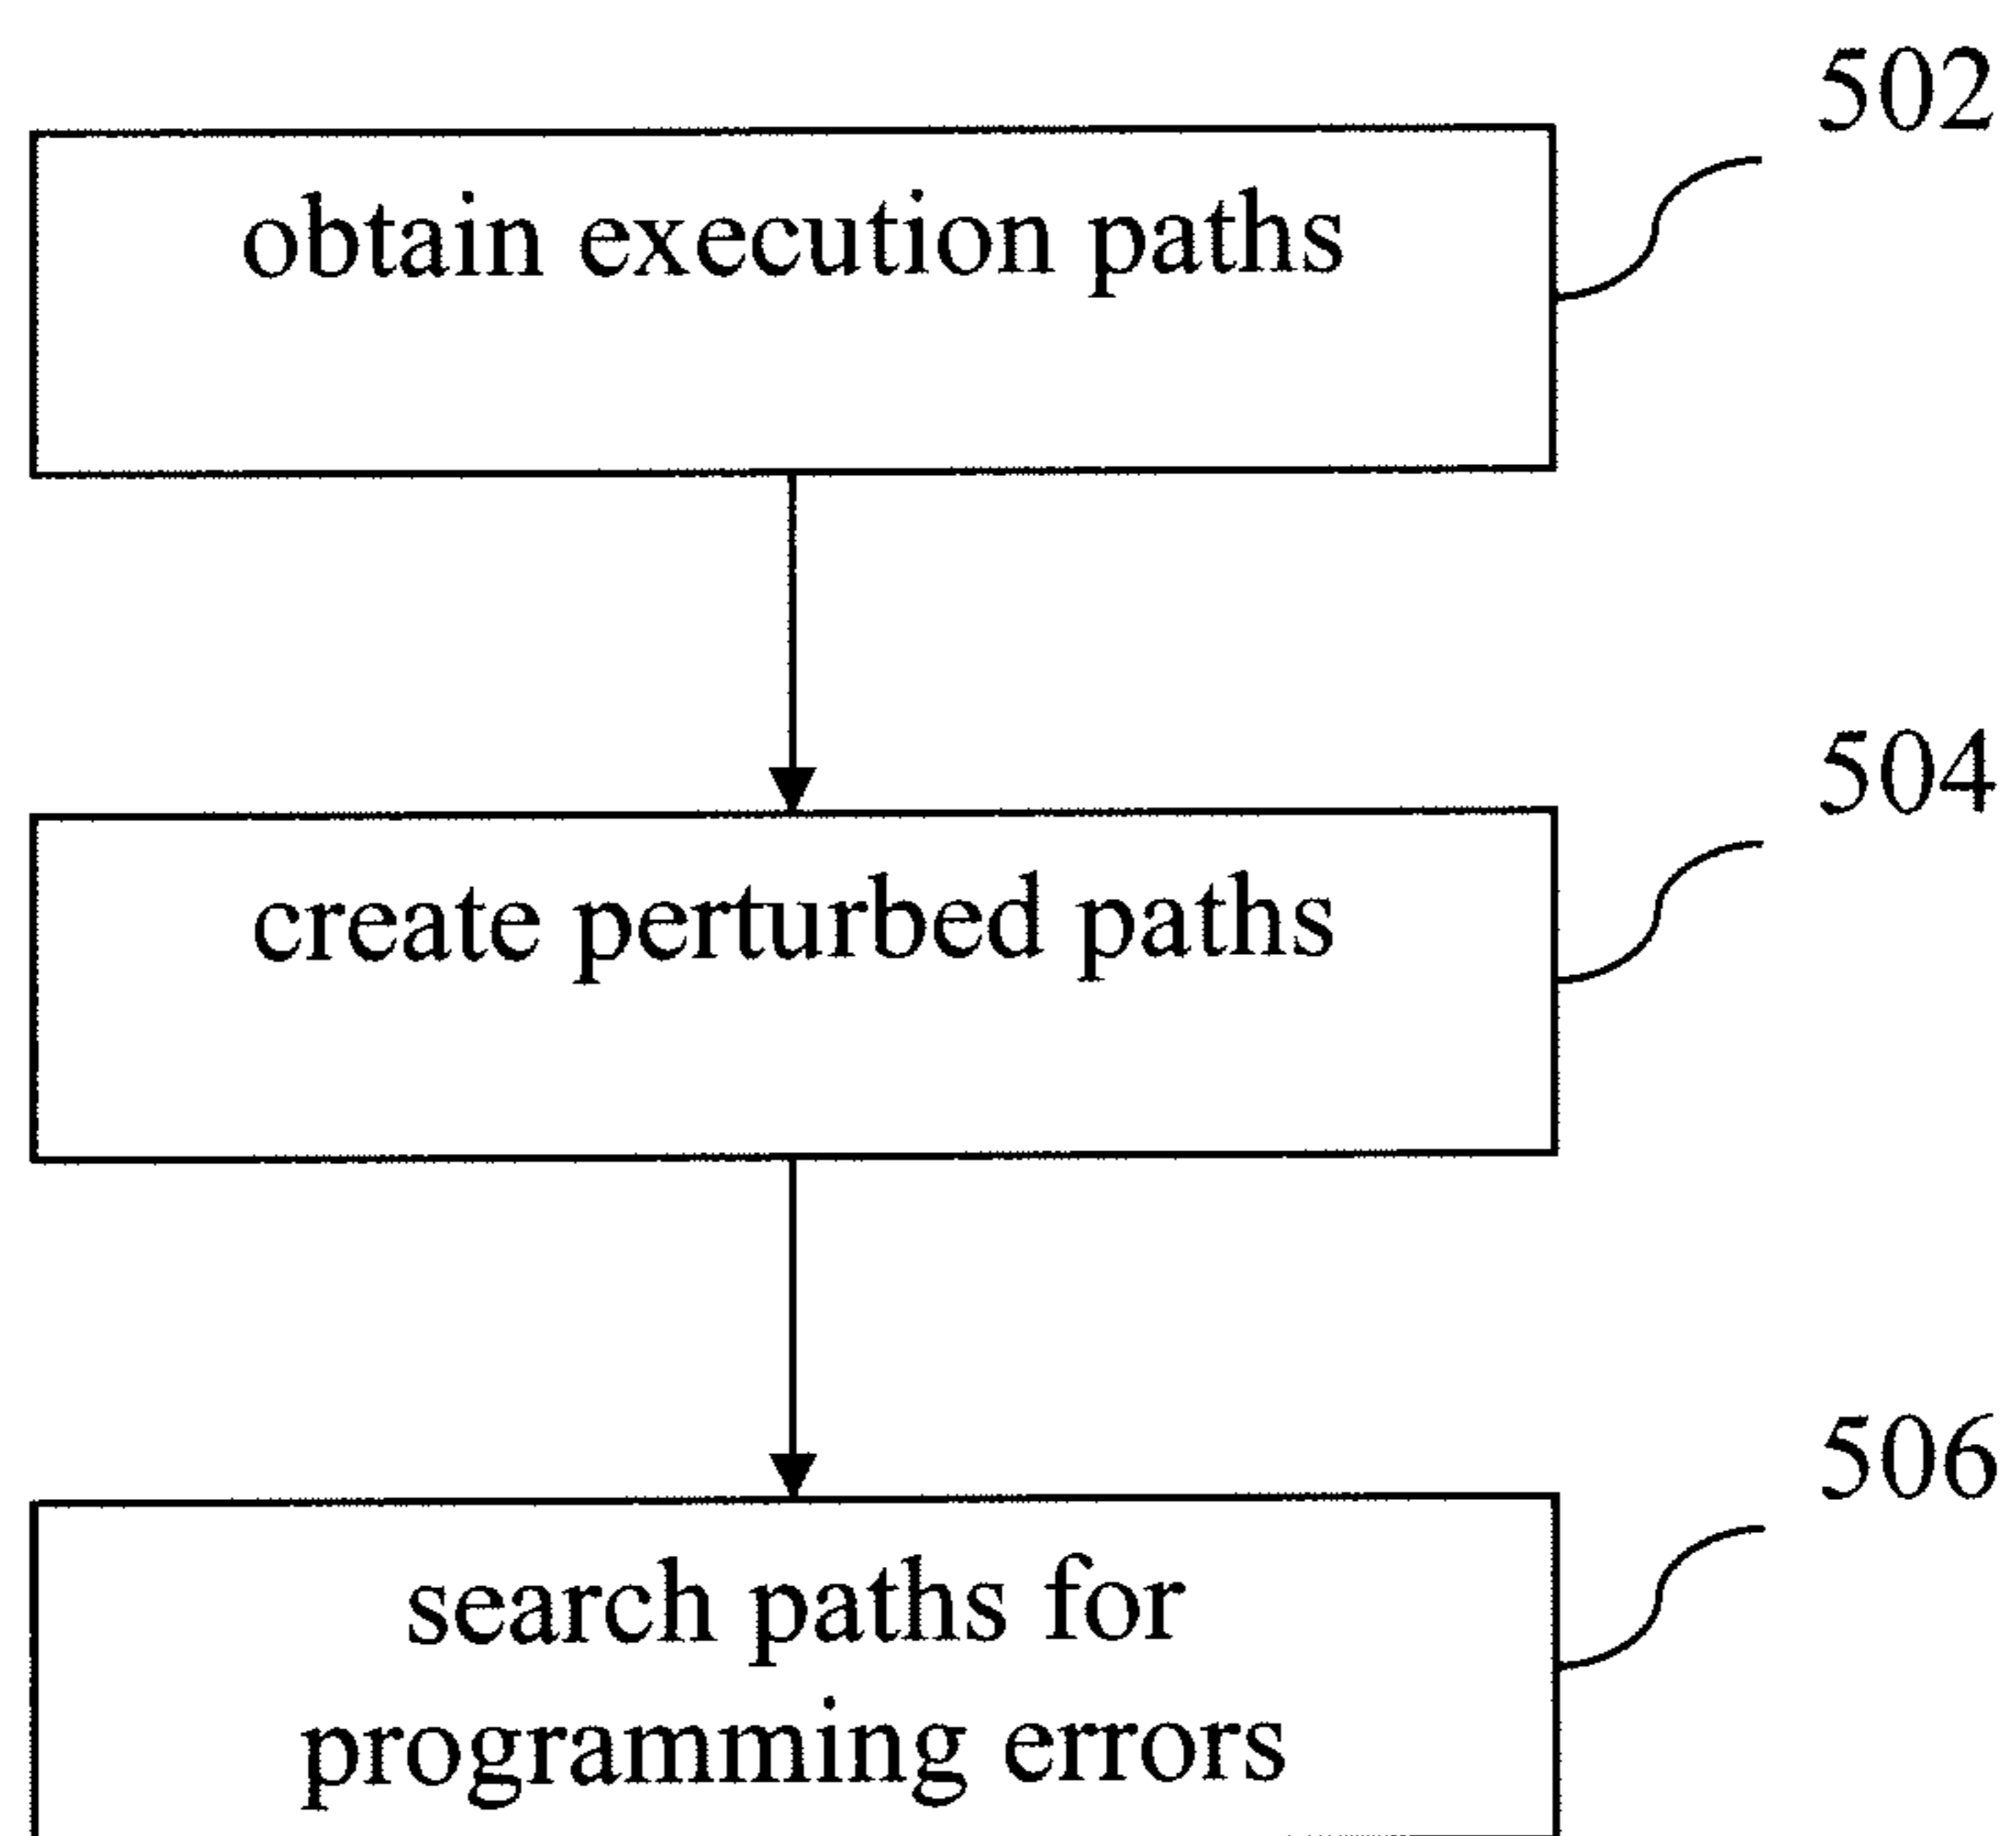 502
obtain execution paths
504
create perturbed paths
506
search paths for
programming errors